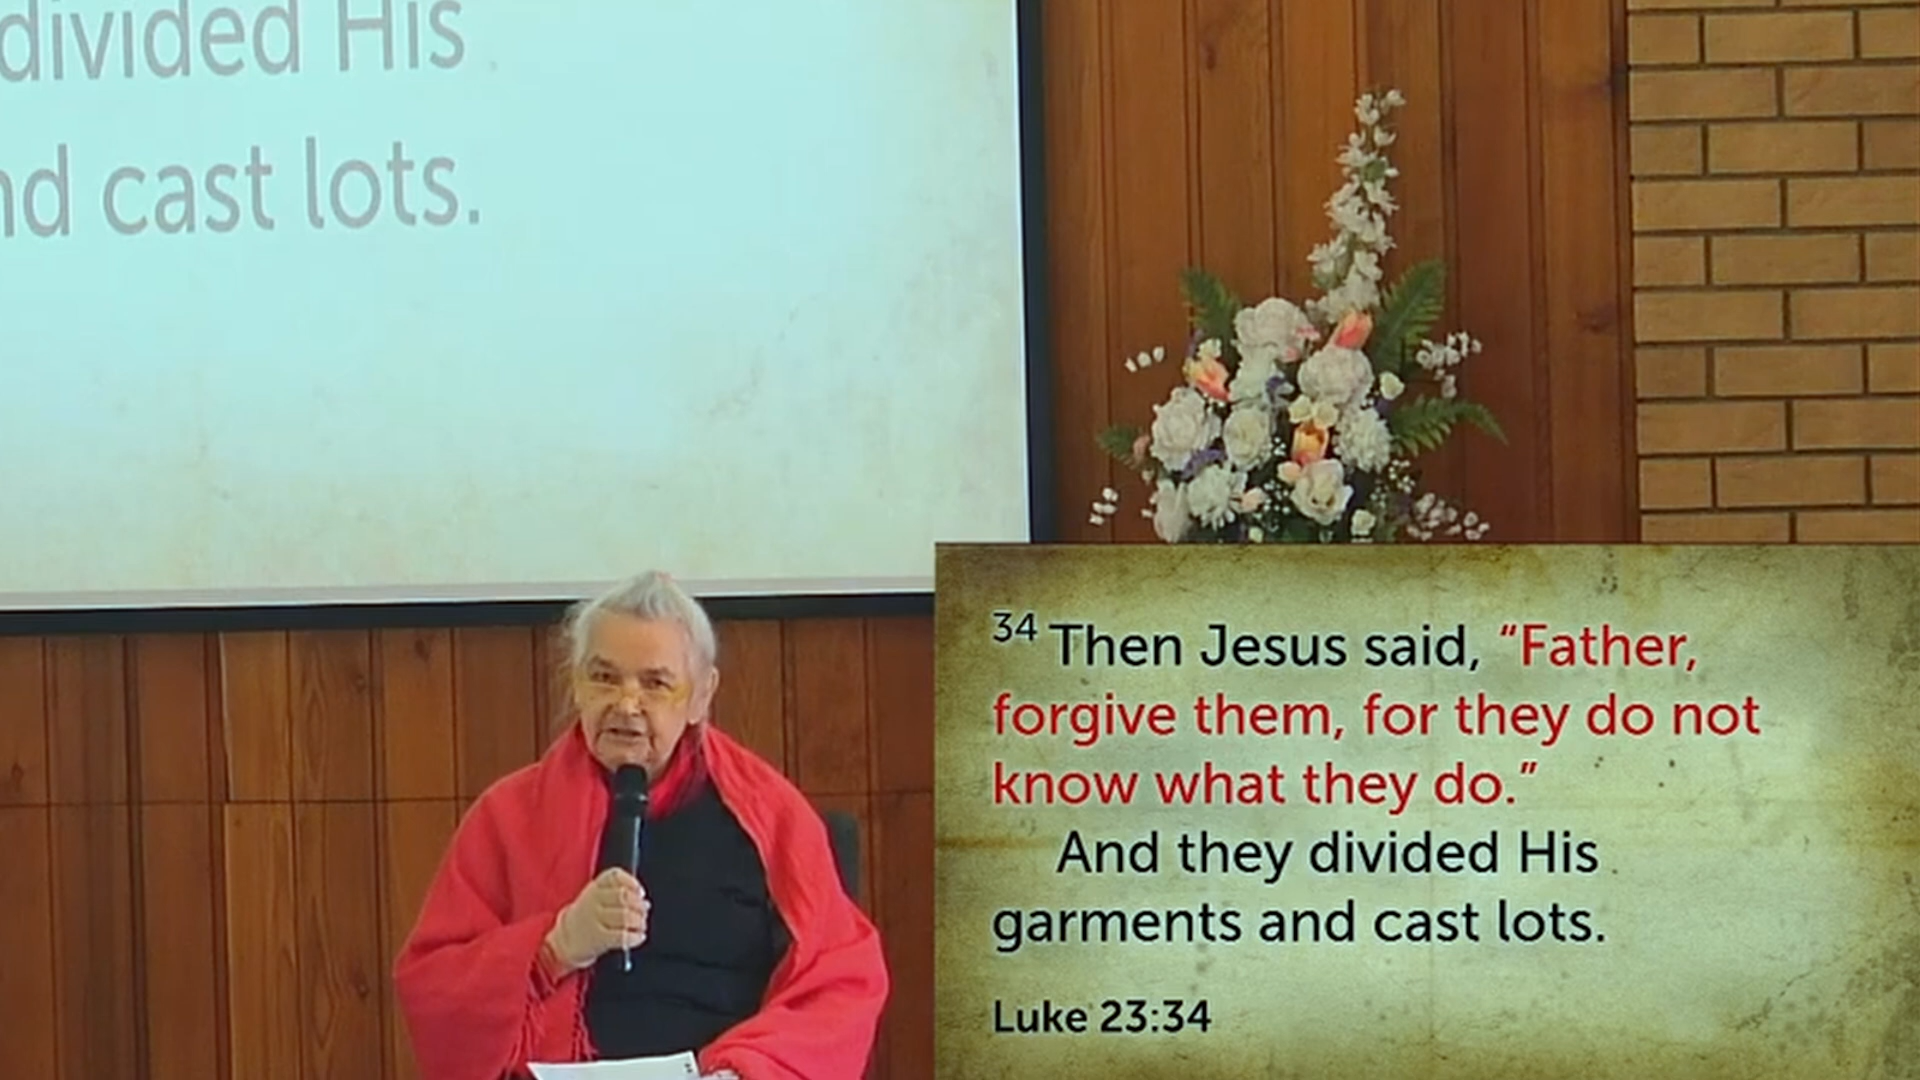 divided His
nd cast lots.
34 Then Jesus said, “Father,
forgive them, for they do not
know what they do.”
And they divided His
garments and cast lots.
Luke 23:34